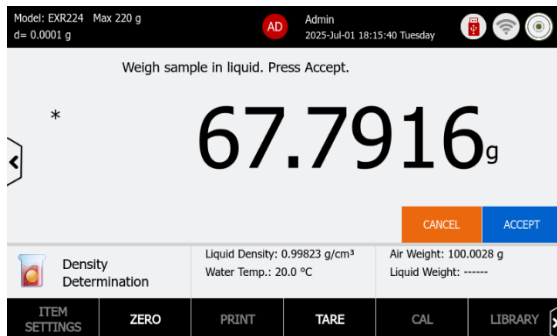 Model: EXR224 Max 220 g
d= 0.0001 g
AD
Admin
2025-Jul-01 18:15:40 Tuesday
Weigh sample in liquid. Press Accept.
*
67.7916 g
CANCEL
ACCEPT
Density
Determination
Liquid Density: 0.99823 g/cm³
Water Temp.: 20.0 °C
Air Weight: 100.0028 g
Liquid Weight: ------
ITEM
SETTINGS
ZERO
PRINT
TARE
CAL
LIBRARY